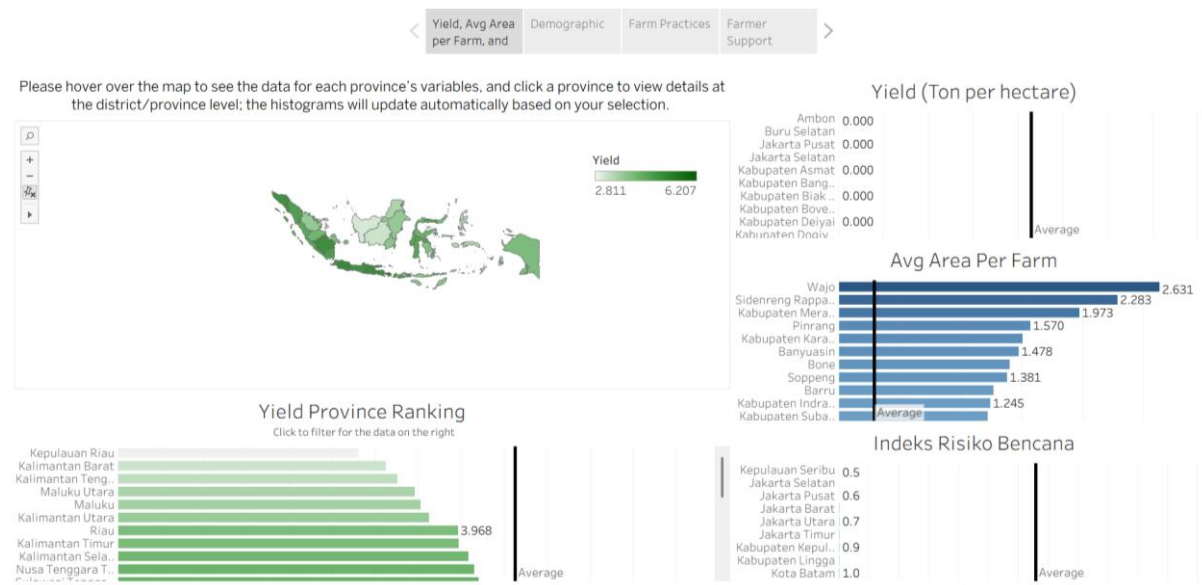 Yield, Avg Area
per Farm, and
Demographic
Farm Practices
Farmer
Support
Please hover over the map to see the data for each province's variables, and click a province to view details at
the district/province level; the histograms will update automatically based on your selection.
Yield
2.811 6.207
Yield Province Ranking
Click to filter for the data on the right
Kepulauan Riau
Kalimantan Barat
Kalimantan Teng..
Maluku Utara
Maluku
Kalimantan Utara
Riau 3.968
Kalimantan Timur
Kalimantan Sela..
Nusa Tenggara T..
Average
Yield (Ton per hectare)
Ambon 0.000
Buru Selatan
Jakarta Pusat 0.000
Jakarta Selatan
Kabupaten Asmat 0.000
Kabupaten Bang..
Kabupaten Biak .. 0.000
Kabupaten Bove..
Kabupaten Deiyai 0.000
Kabupaten Dogiy..
Average
Avg Area Per Farm
Wajo 2.631
Sidenreng Rappa.. 2.283
Kabupaten Mera.. 1.973
Pinrang 1.570
Kabupaten Kara..
Banyuasin 1.478
Bone
Soppeng 1.381
Barru
Kabupaten Indra.. 1.245
Kabupaten Suba..
Average
Indeks Risiko Bencana
Kepulauan Seribu 0.5
Jakarta Selatan
Jakarta Pusat 0.6
Jakarta Barat
Jakarta Utara 0.7
Jakarta Timur
Kabupaten Kepul.. 0.9
Kabupaten Lingga
Kota Batam 1.0
Average